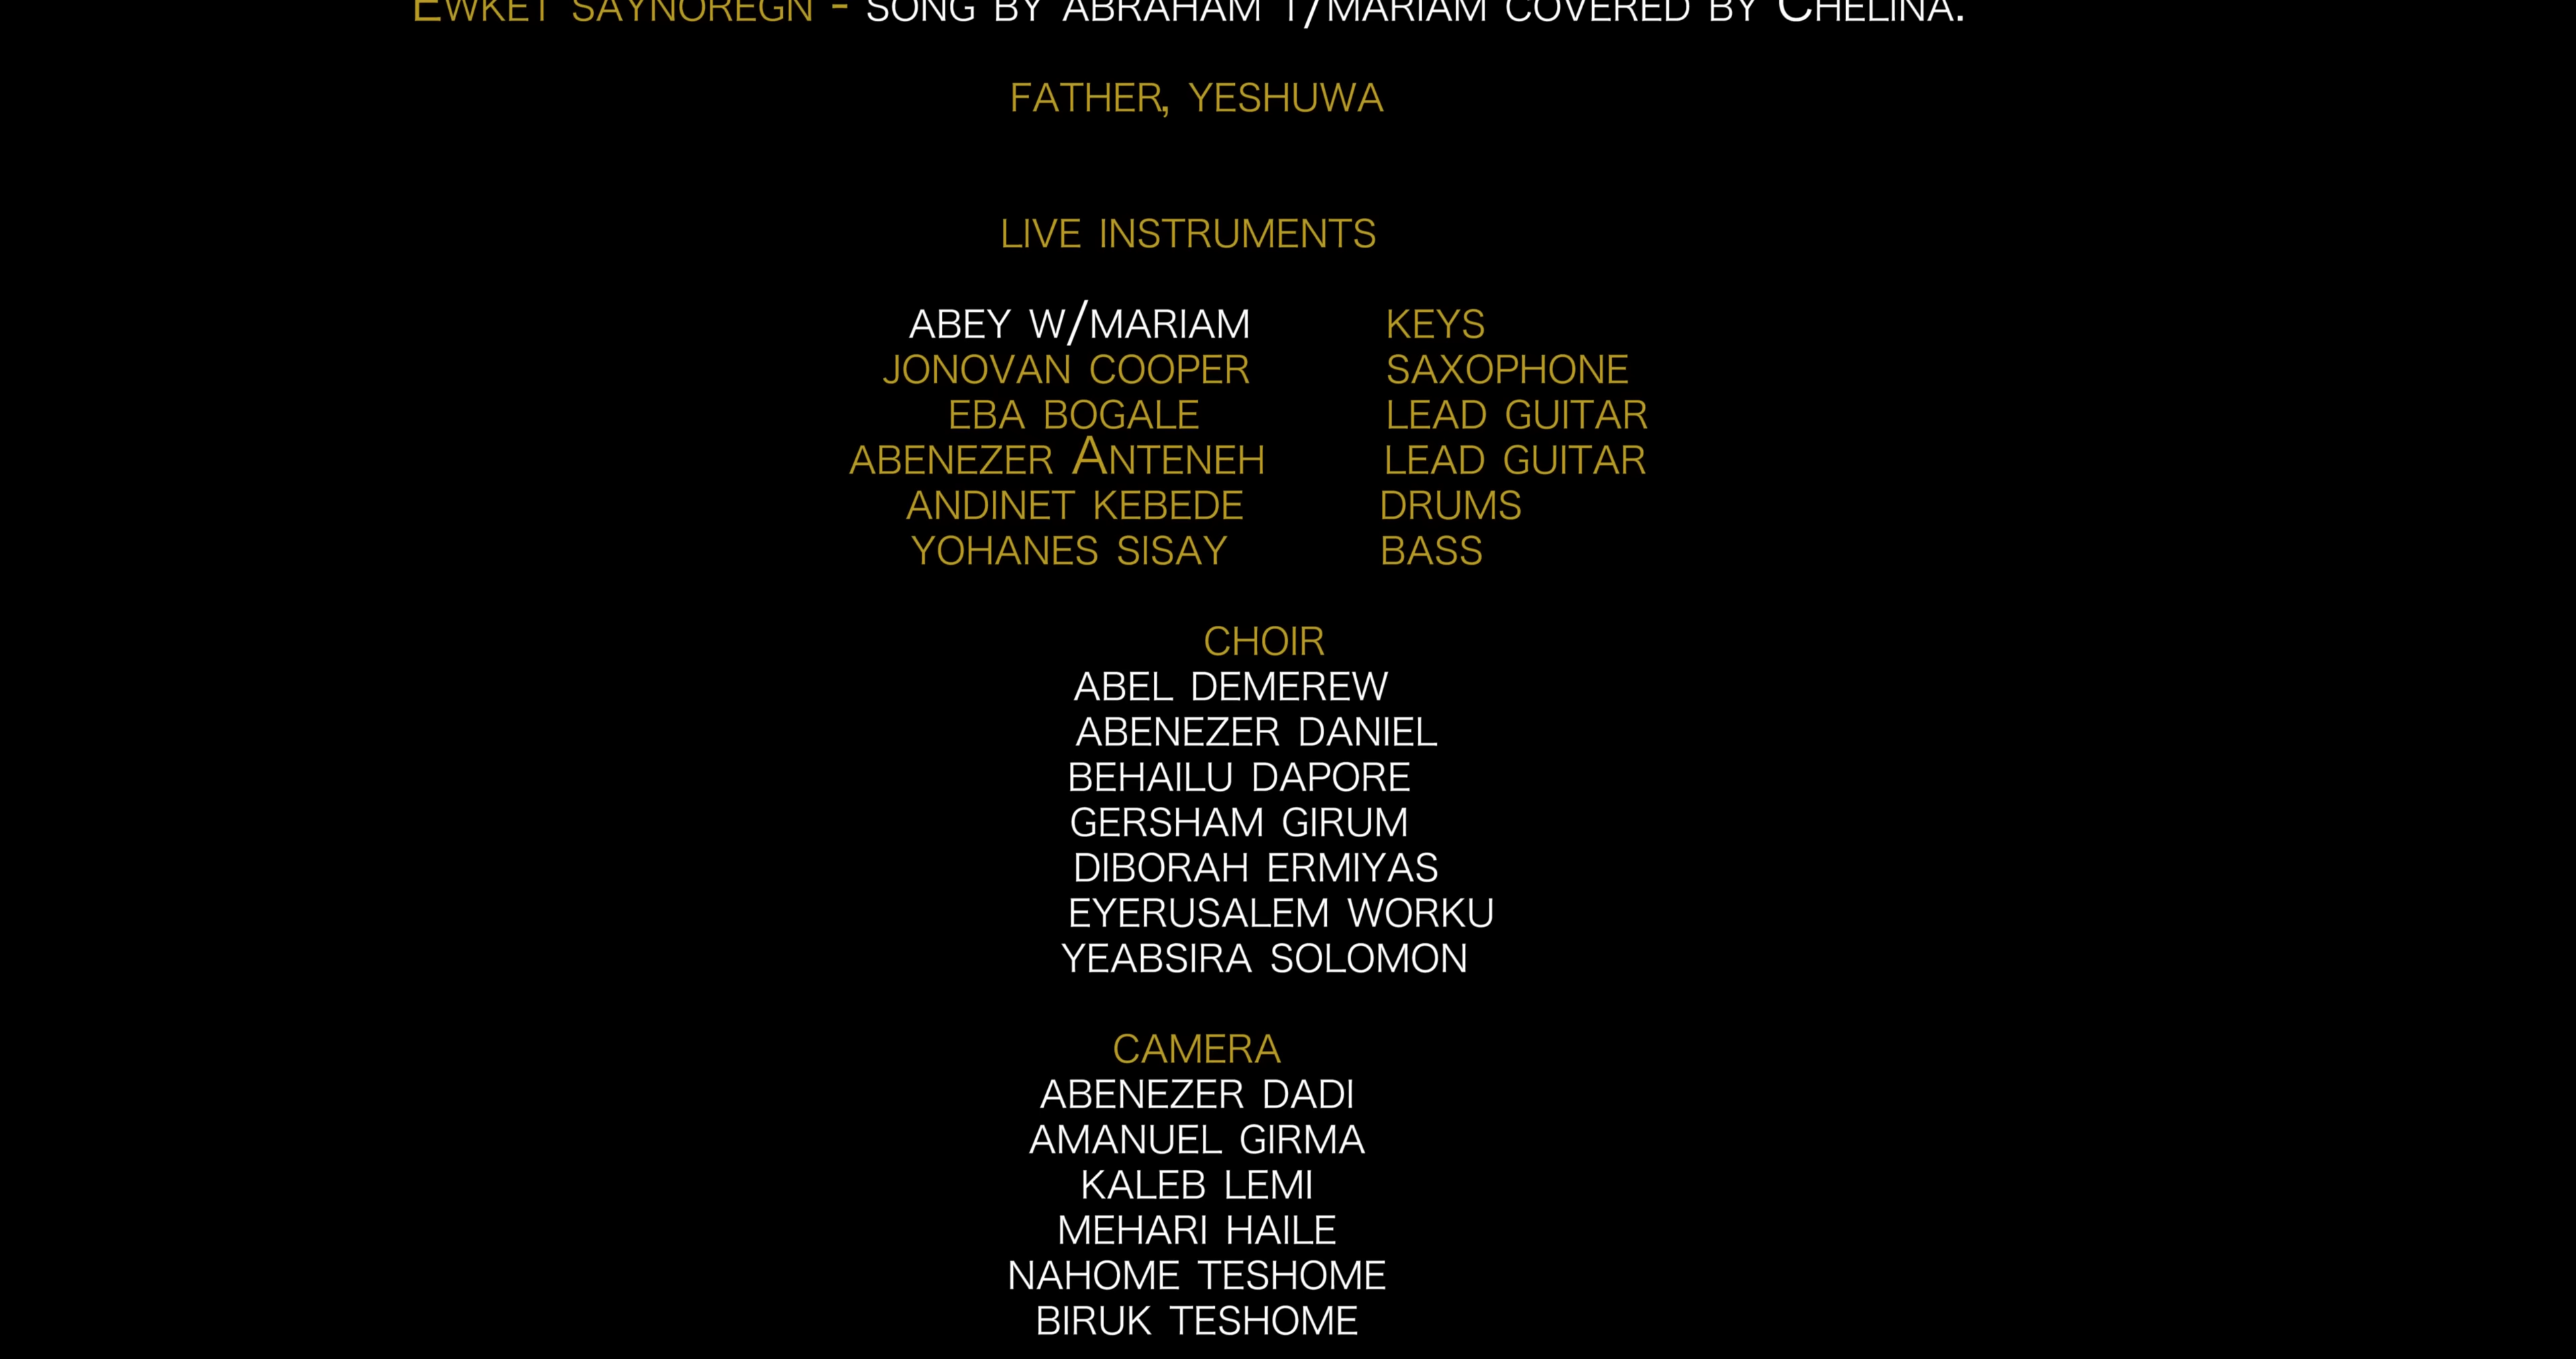 Ewket saynoregn - song by abraham t/mariam covered by Chelina.
FATHER, YESHUWA
LIVE INSTRUMENTS
ABEY W/MARIAM KEYS
JONOVAN COOPER SAXOPHONE
EBA BOGALE LEAD GUITAR
ABENEZER ANTENEH LEAD GUITAR
ANDINET KEBEDE DRUMS
YOHANES SISAY BASS
CHOIR
ABEL DEMEREW
ABENEZER DANIEL
BEHAILU DAPORE
GERSHAM GIRUM
DIBORAH ERMIYAS
EYERUSALEM WORKU
YEABSIRA SOLOMON
CAMERA
ABENEZER DADI
AMANUEL GIRMA
KALEB LEMI
MEHARI HAILE
NAHOME TESHOME
BIRUK TESHOME